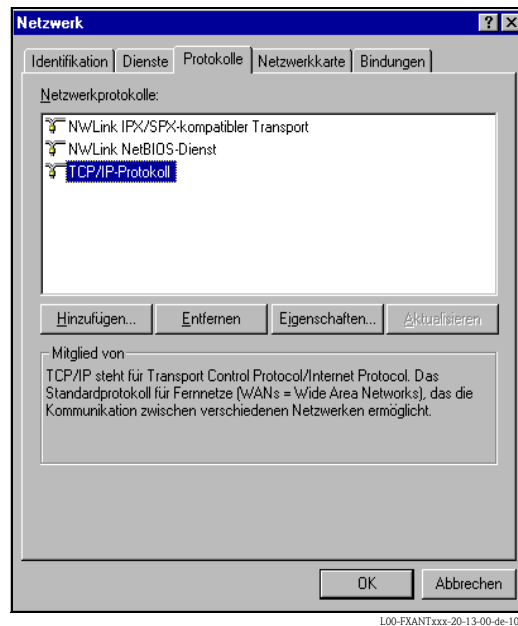 Netzwerk
Identifikation Dienste Protokolle Netzwerkkarte Bindungen
Netzwerkprotokolle:
NWLink IPX/SPX-kompatibler Transport
NWLink NetBIOS-Dienst
TCP/IP-Protokoll
Hinzufügen... Entfernen Eigenschaften... Aktualisieren
Mitglied von
TCP/IP steht für Transport Control Protocol/Internet Protocol. Das
Standardprotokoll für Fernnetze (WANs = Wide Area Networks), das die
Kommunikation zwischen verschiedenen Netzwerken ermöglicht.
OK Abbrechen
L00-FXANTxxx-20-13-00-de-10